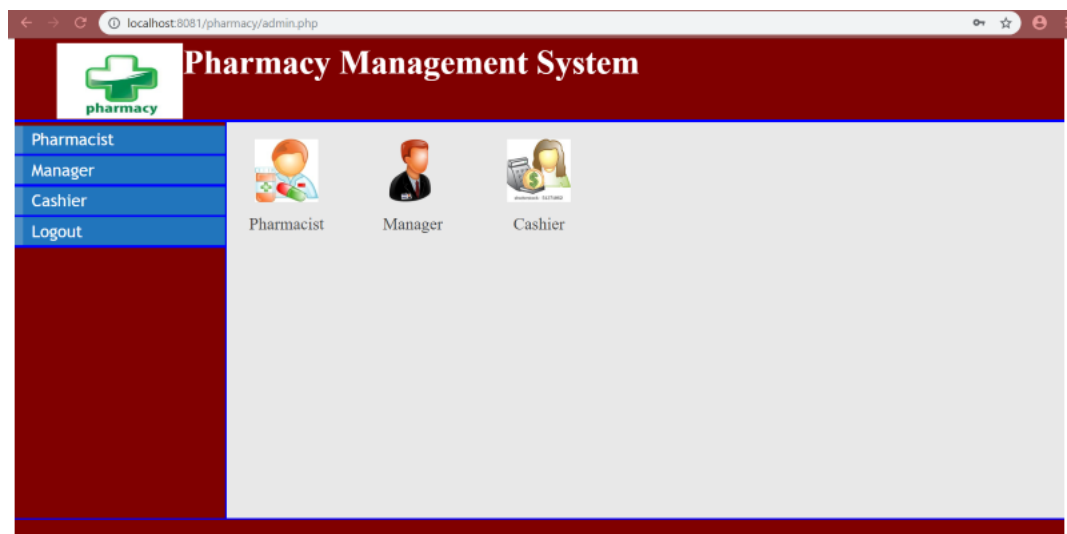 localhost:8081/pharmacy/admin.php
Pharmacy Management System
pharmacy
Pharmacist
Manager
Cashier
Logout
Pharmacist Manager Cashier